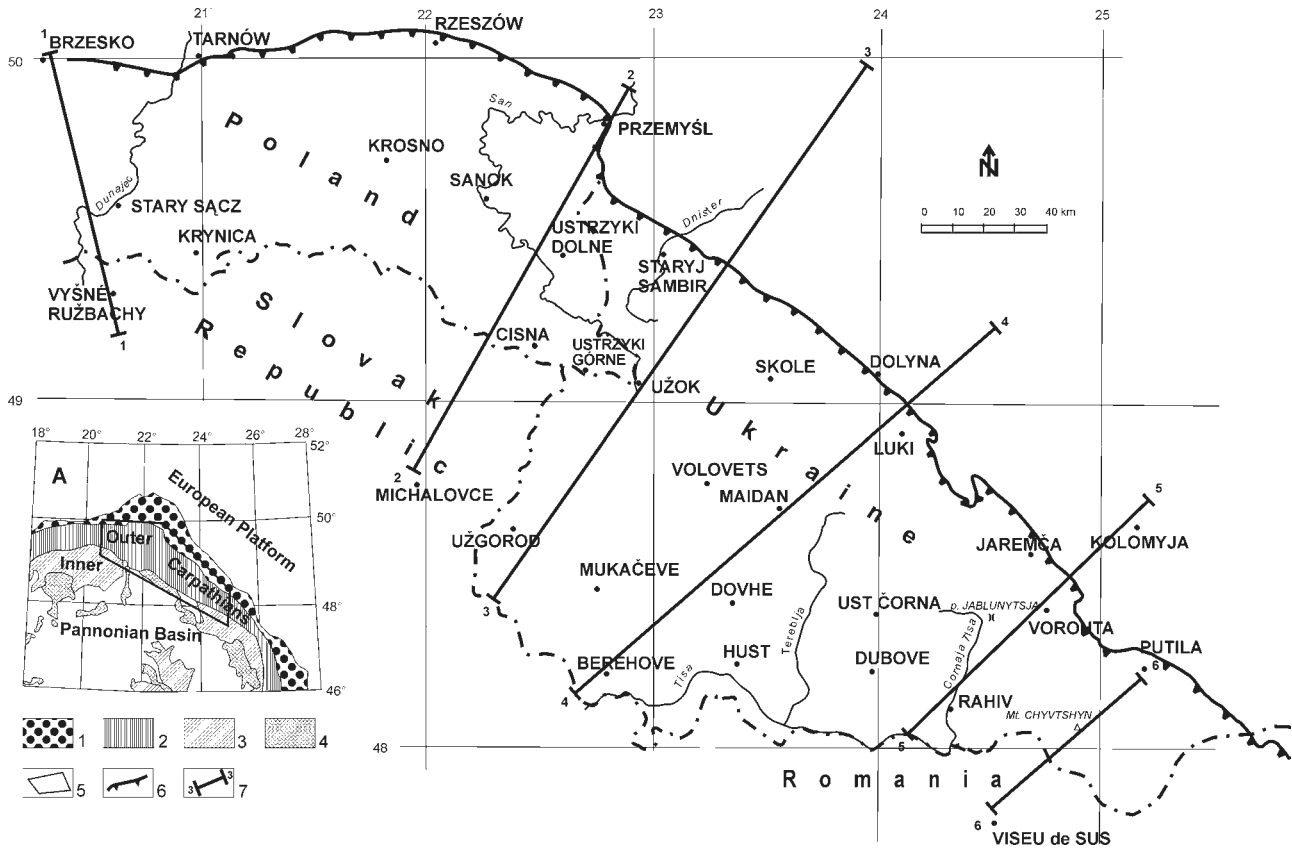 21 22 23 24 25
1 BRZESKO
TARNÓW
RZESZÓW
3
50
2
San
PRZEMYŚL
Poland
KROSNO
SANOK
Dunajec
STARY SĄCZ
KRYNICA
USTRZYKI
DOLNE
Dnister
STARYJ
SAMBIR
N
0 10 20 30 40 km
VYŠNÉ
RUŽBACHY
1
Slovak
Republic
CISNA
USTRZYKI
GÓRNE
UŽOK
SKOLE
DOLYNA
4
49
Ukraine
LUKI
2
MICHALOVCE
VOLOVETS
MAIDAN
5
UŽGOROD
JAREMČA
KOLOMYJA
MUKAČEVE
DOVHE
UST ČORNA
p. JABLUNYTSJA
VOROHTA
3
Tereblja
Cornaja Tisa
PUTILA
6
BEREHOVE
HUST
DUBOVE
4
Tisa
RAHIV
Mt. CHYVTSHYN
48
5
Romania
6
VISEU de SUS
18° 20° 22° 24° 26° 28°
52
A
European Platform
50°
Outer
Inner
Carpathians
48°
Pannonian Basin
46°
1 2 3 4
5 6 3 3 7